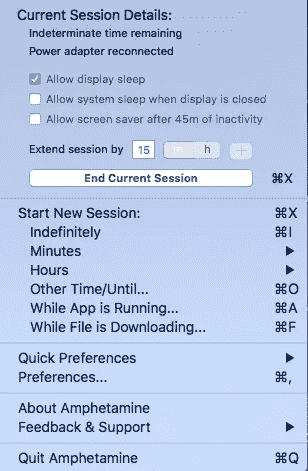 Current Session Details:
Indeterminate time remaining
Power adapter reconnected
Allow display sleep
Allow system sleep when display is closed
Allow screen saver after 45m of inactivity
Extend session by 15 m h +
End Current Session ⌘X
Start New Session: ⌘X
Indefinitely ⌘I
Minutes ▶
Hours ▶
Other Time/Until... ⌘O
While App is Running... ⌘A
While File is Downloading... ⌘F
Quick Preferences ▶
Preferences... ⌘,
About Amphetamine
Feedback & Support ▶
Quit Amphetamine ⌘Q